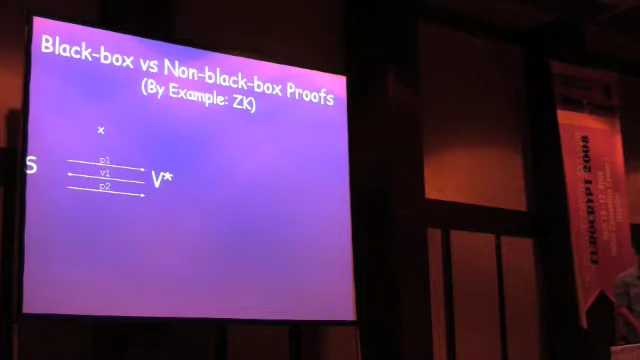 Black-box vs Non-black-box Proofs
(By Example: ZK)
x
S
p1
v1
V*
p2
EUROCRYPT 2008